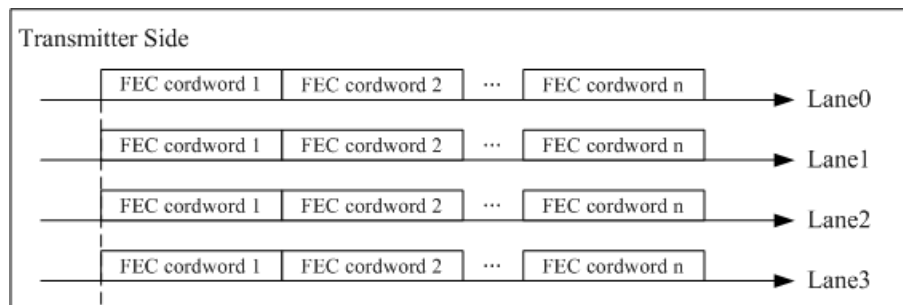 Transmitter Side
FEC cordword 1 FEC cordword 2 ... FEC cordword n Lane0
FEC cordword 1 FEC cordword 2 ... FEC cordword n Lane1
FEC cordword 1 FEC cordword 2 ... FEC cordword n Lane2
FEC cordword 1 FEC cordword 2 ... FEC cordword n Lane3